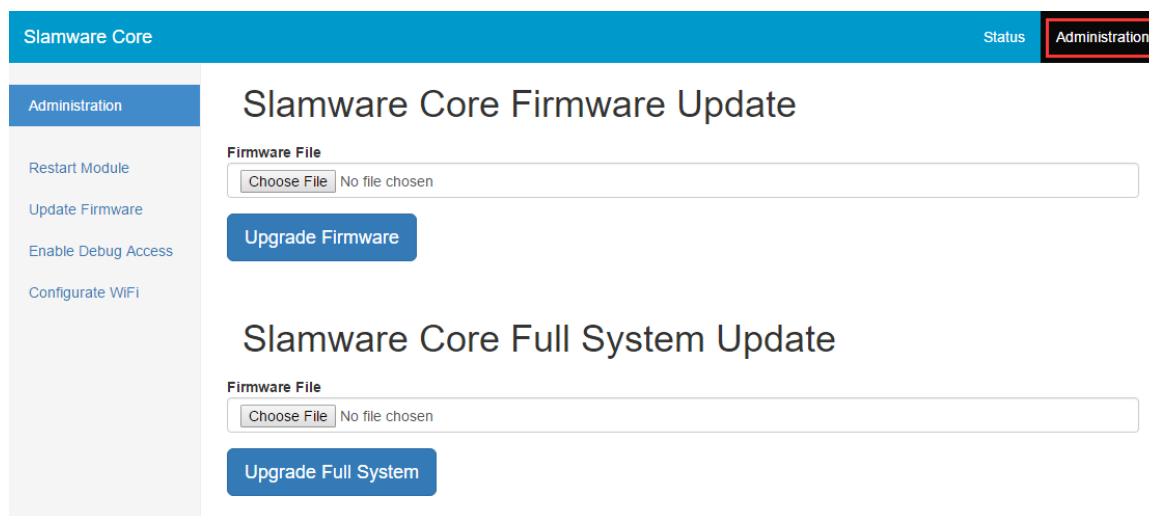 Slamware Core
Status
Administration
Administration
Restart Module
Update Firmware
Enable Debug Access
Configurate WiFi
Slamware Core Firmware Update
Firmware File
Choose File No file chosen
Upgrade Firmware
Slamware Core Full System Update
Firmware File
Choose File No file chosen
Upgrade Full System